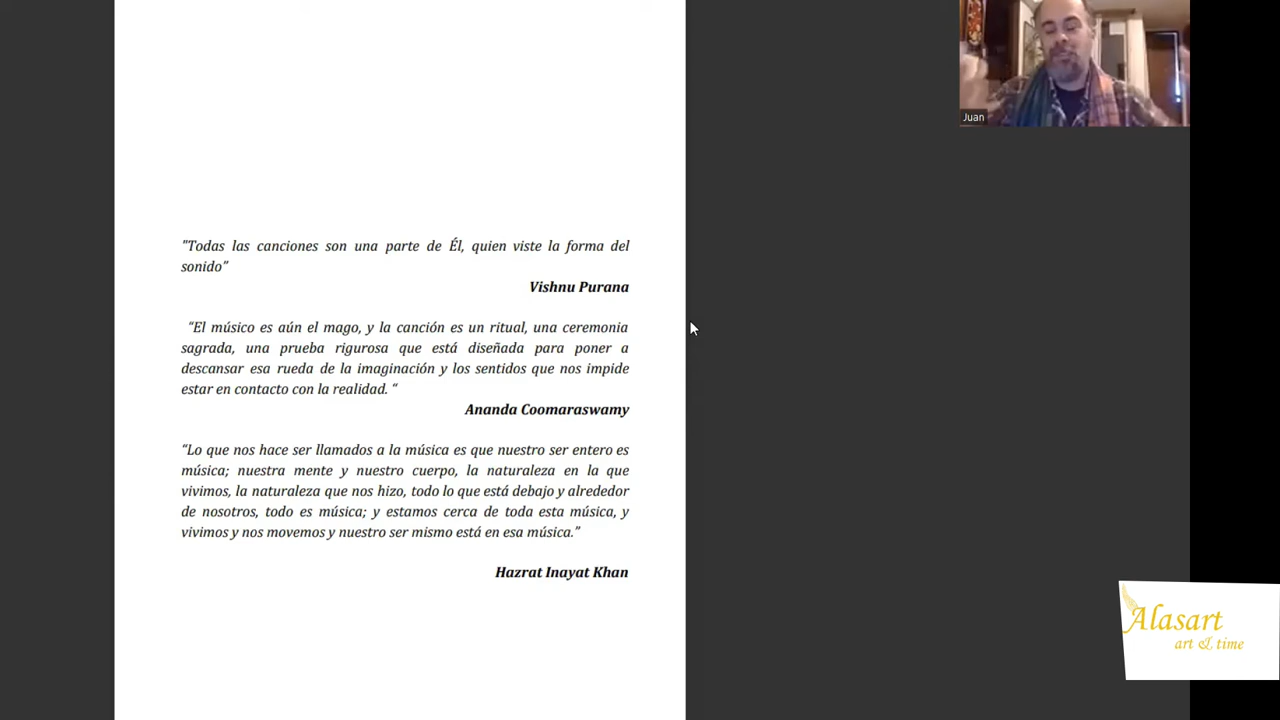 Juan
"Todas las canciones son una parte de Él, quien viste la forma del
sonido”
Vishnu Purana
“El músico es aún el mago, y la canción es un ritual, una ceremonia
sagrada, una prueba rigurosa que está diseñada para poner a
descansar esa rueda de la imaginación y los sentidos que nos impide
estar en contacto con la realidad. “
Ananda Coomaraswamy
“Lo que nos hace ser llamados a la música es que nuestro ser entero es
música; nuestra mente y nuestro cuerpo, la naturaleza en la que
vivimos, la naturaleza que nos hizo, todo lo que está debajo y alrededor
de nosotros, todo es música; y estamos cerca de toda esta música, y
vivimos y nos movemos y nuestro ser mismo está en esa música.”
Hazrat Inayat Khan
Alasart
art & time